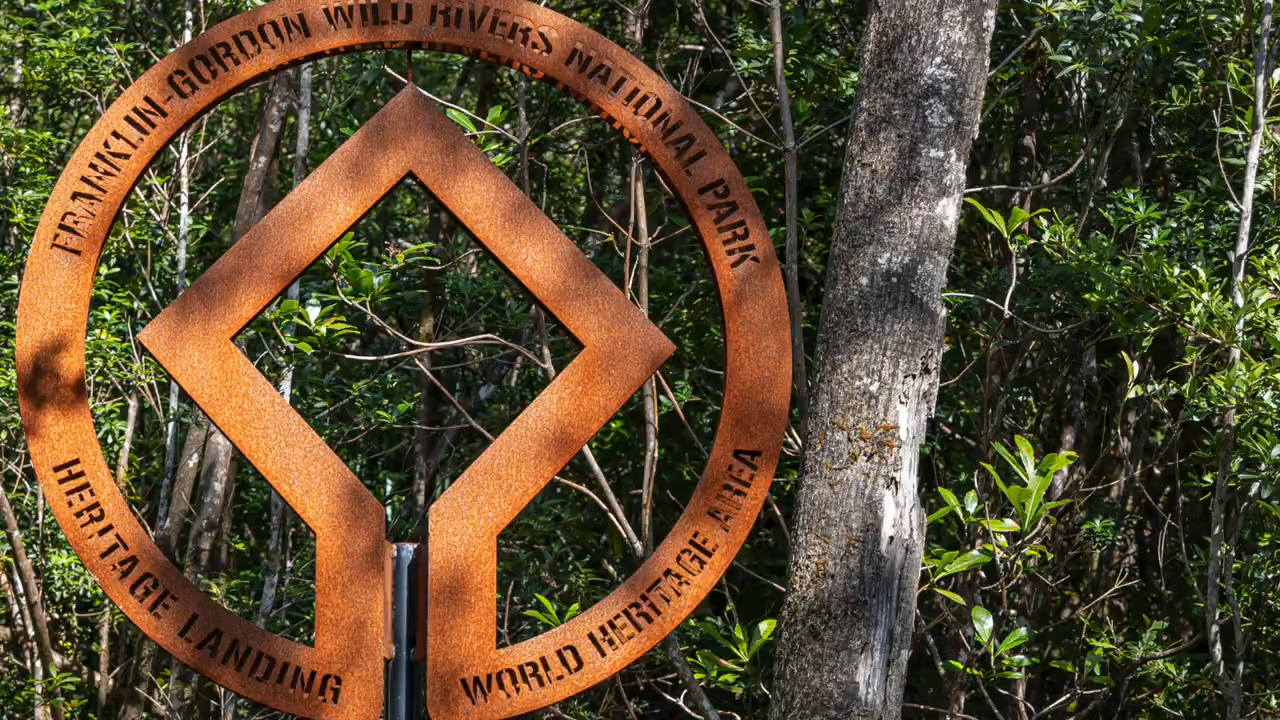 FRANKLIN-GORDON WILD RIVERS NATIONAL PARK
HERITAGE LANDING
WORLD HERITAGE AREA